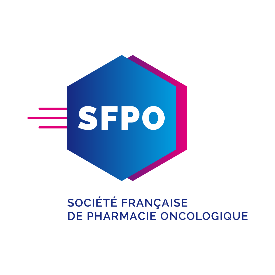 SFPO
SOCIÉTÉ FRANÇAISE
DE PHARMACIE ONCOLOGIQUE